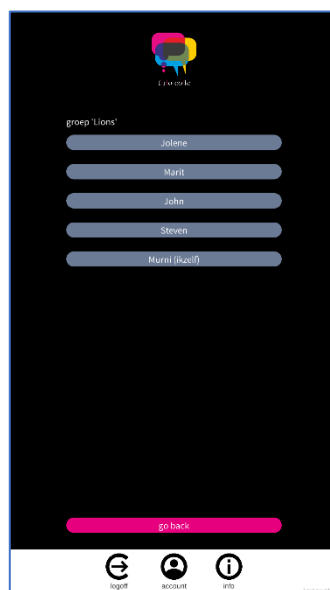 groep 'Lions'
Jolene
Marit
John
Steven
Murni (ikzelf)
go back
logoff
account
info